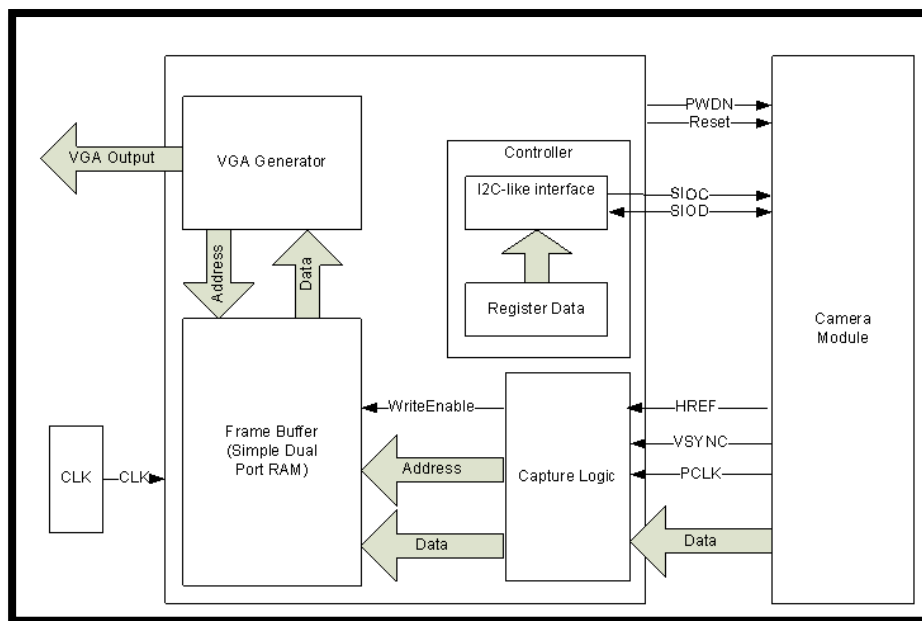 PWDN
Reset
VGA Output
VGA Generator
Controller
I2C-like interface
SIOC
SIOD
Address
Data
Register Data
Camera
Module
WriteEnable
HREF
Frame Buffer
(Simple Dual
Port RAM)
VSYNC
Address
Capture Logic
PCLK
CLK
CLK
Data
Data